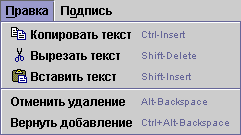 Правка Подпись
Копировать текст Ctrl-Insert
Вырезать текст Shift-Delete
Вставить текст Shift-Insert
Отменить удаление Alt-Backspace
Вернуть добавление Ctrl+Alt-Backspace